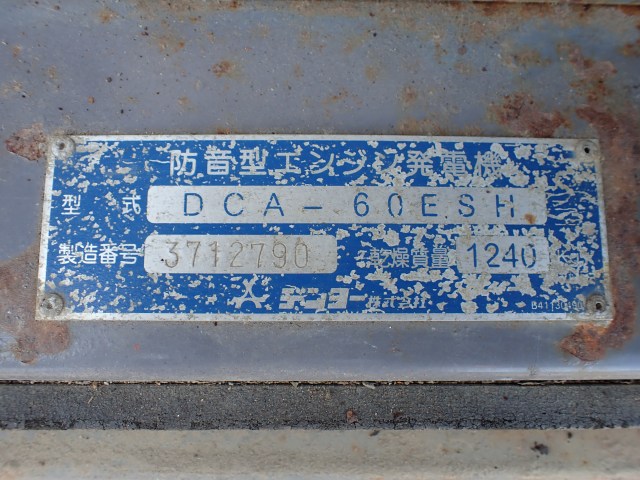 防音型エンジン発電機
型式 DCA-60ESH
製造番号 3712790 乾燥質量 1240
デンヨー株式会社